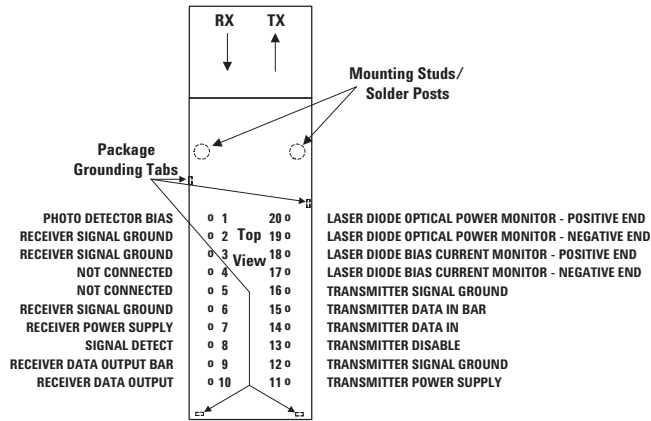 RX TX
Mounting Studs/
Solder Posts
Package
Grounding Tabs
PHOTO DETECTOR BIAS o 1 20 o LASER DIODE OPTICAL POWER MONITOR - POSITIVE END
RECEIVER SIGNAL GROUND o 2 Top 19 o LASER DIODE OPTICAL POWER MONITOR - NEGATIVE END
RECEIVER SIGNAL GROUND o 3 View 18 o LASER DIODE BIAS CURRENT MONITOR - POSITIVE END
NOT CONNECTED o 4 17 o LASER DIODE BIAS CURRENT MONITOR - NEGATIVE END
NOT CONNECTED o 5 16 o TRANSMITTER SIGNAL GROUND
RECEIVER SIGNAL GROUND o 6 15 o TRANSMITTER DATA IN BAR
RECEIVER POWER SUPPLY o 7 14 o TRANSMITTER DATA IN
SIGNAL DETECT o 8 13 o TRANSMITTER DISABLE
RECEIVER DATA OUTPUT BAR o 9 12 o TRANSMITTER SIGNAL GROUND
RECEIVER DATA OUTPUT o 10 11 o TRANSMITTER POWER SUPPLY